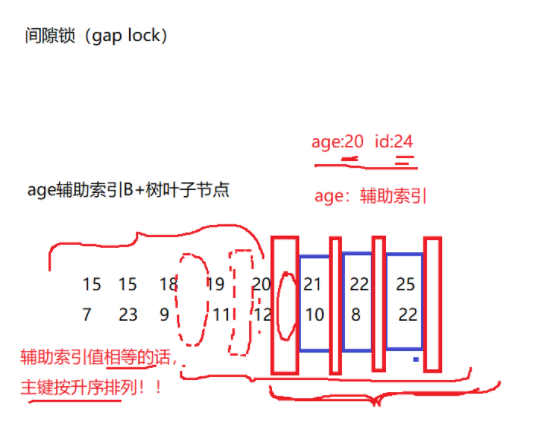 间隙锁（gap lock）
age:20 id:24
age辅助索引B+树叶子节点
age：辅助索引
15 15 18 19 20 21 22 25
7 23 9 11 12 10 8 22
辅助索引值相等的话，
主键按升序排列！！